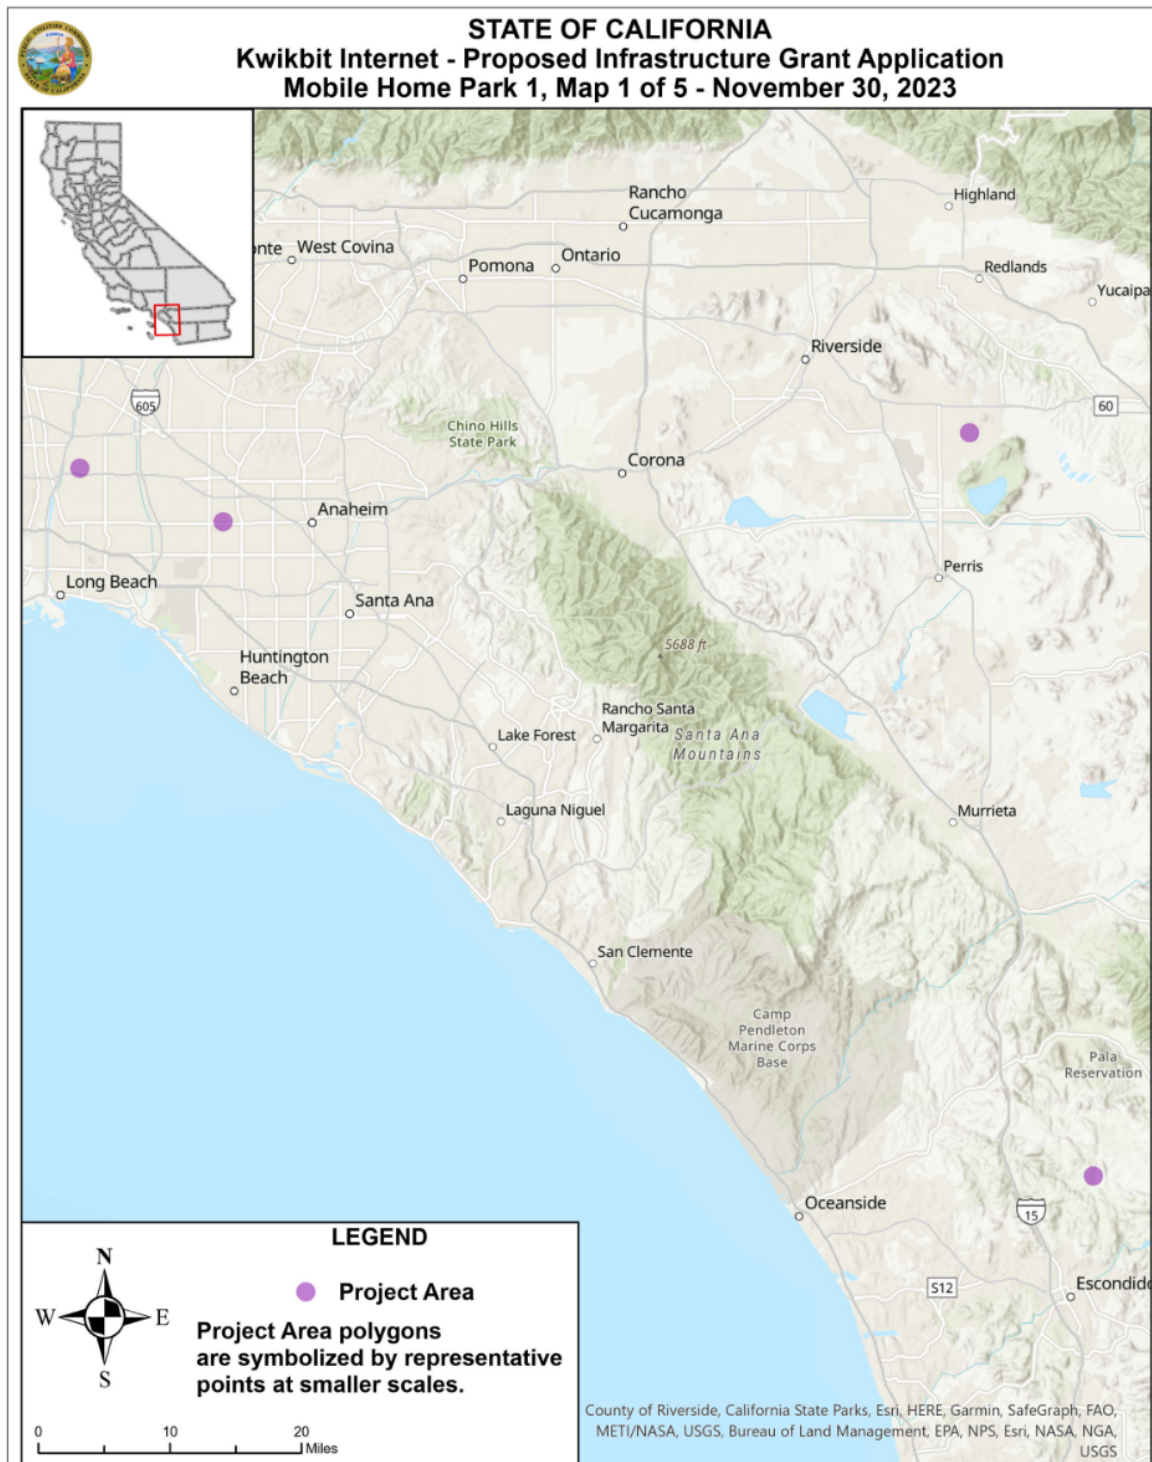 STATE OF CALIFORNIA
Kwikbit Internet - Proposed Infrastructure Grant Application
Mobile Home Park 1, Map 1 of 5 - November 30, 2023
Rancho
Cucamonga
Highland
onte
West Covina
Pomona
Ontario
Redlands
Yucaipa
Riverside
605
60
Chino Hills
State Park
Corona
Anaheim
Perris
Long Beach
Santa Ana
5688 ft
Huntington
Beach
Rancho Santa
Margarita
Lake Forest
Santa Ana
Mountains
Laguna Niguel
Murrieta
San Clemente
Camp
Pendleton
Marine Corps
Base
Pala
Reservation
Oceanside
15
S12
Escondido
LEGEND
N
W
E
S
Project Area
Project Area polygons
are symbolized by representative
points at smaller scales.
0 10 20
Miles
County of Riverside, California State Parks, Esri, HERE, Garmin, SafeGraph, FAO,
METI/NASA, USGS, Bureau of Land Management, EPA, NPS, Esri, NASA, NGA,
USGS